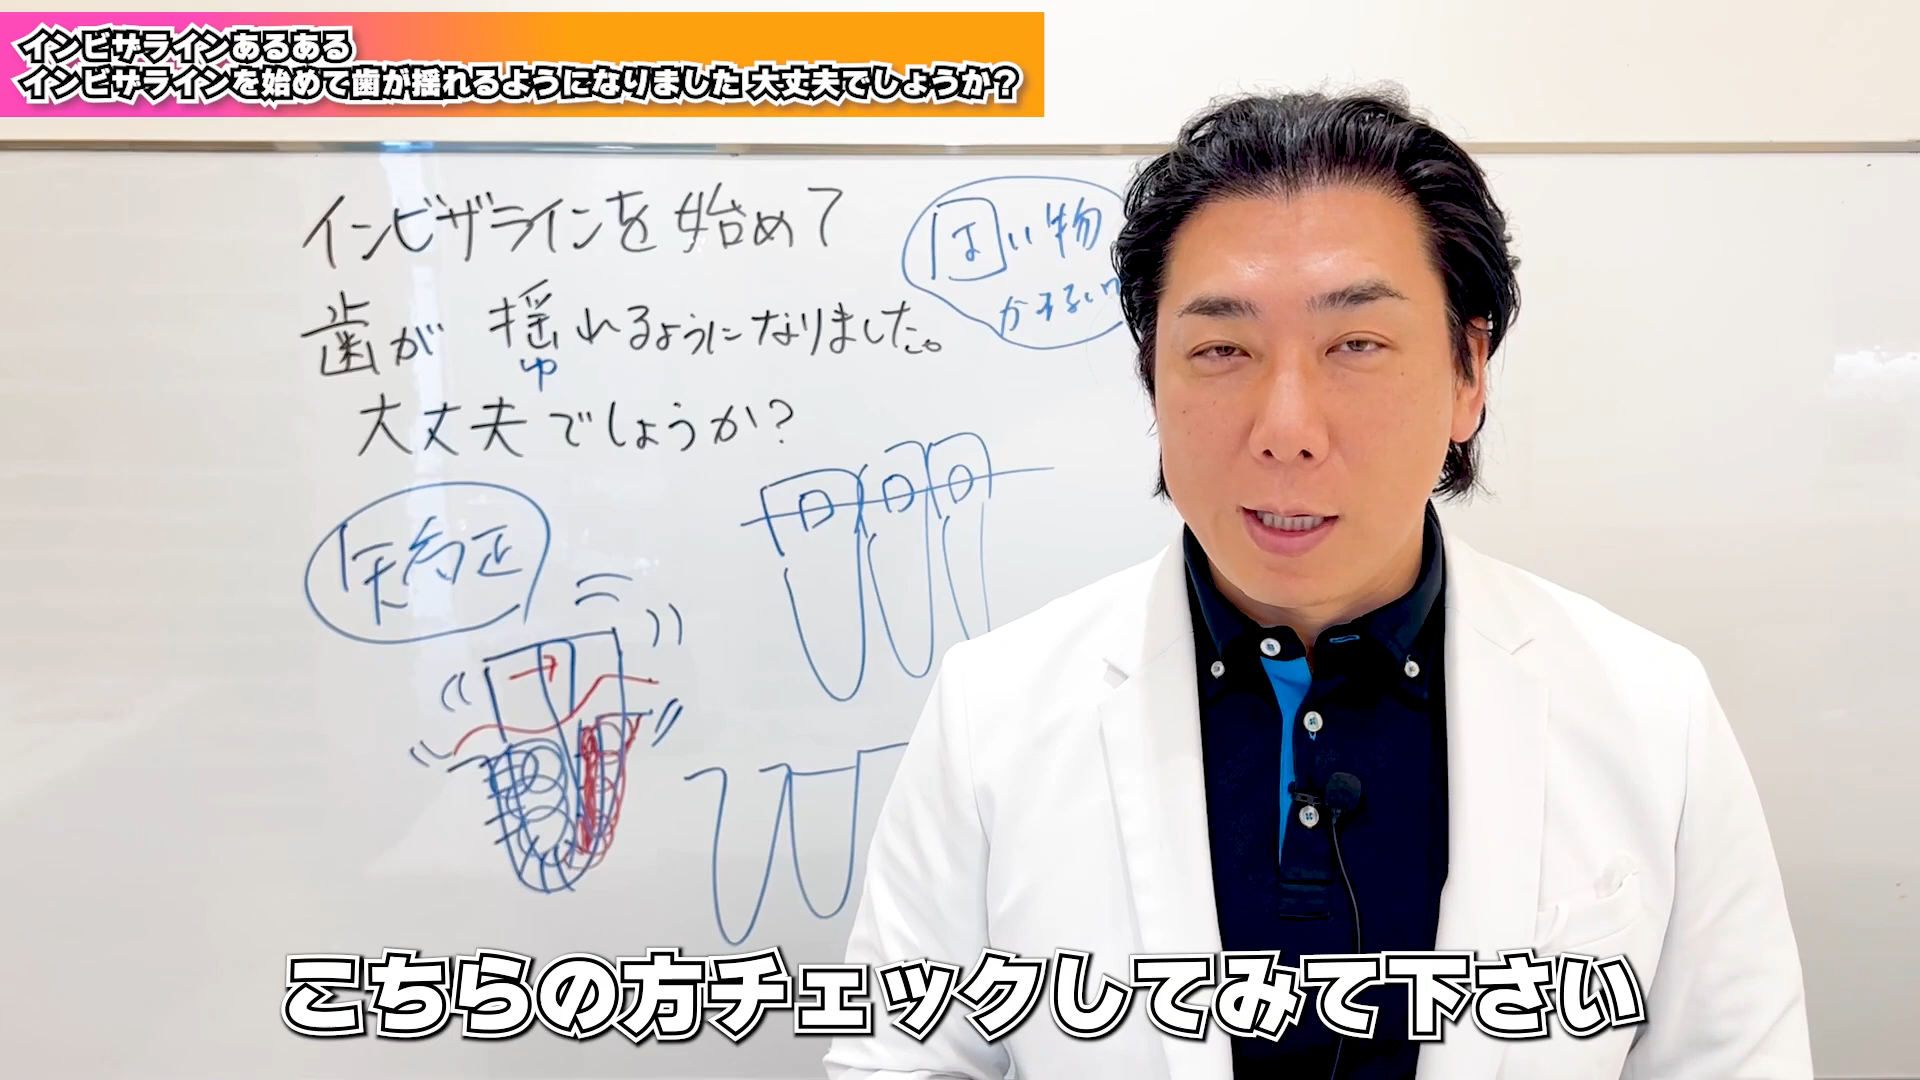 インビザラインあるある
インビザラインを始めて歯が揺れるようになりました 大丈夫でしょうか?
インビザラインを始めて
歯が揺れるようになりました。
ゆ
大丈夫でしょうか?
い物
矯正
こちらの方チェックしてみて下さい